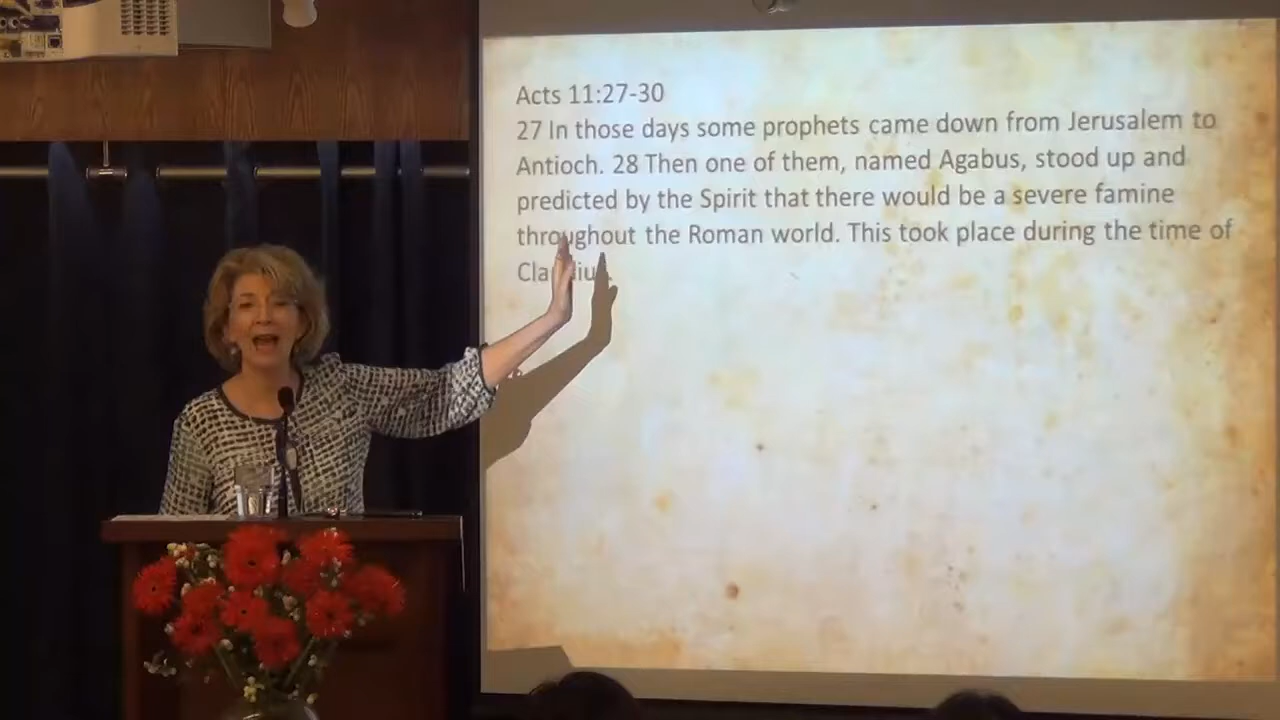 Acts 11:27-30
27 In those days some prophets came down from Jerusalem to
Antioch. 28 Then one of them, named Agabus, stood up and
predicted by the Spirit that there would be a severe famine
throughout the Roman world. This took place during the time of
Claudius.